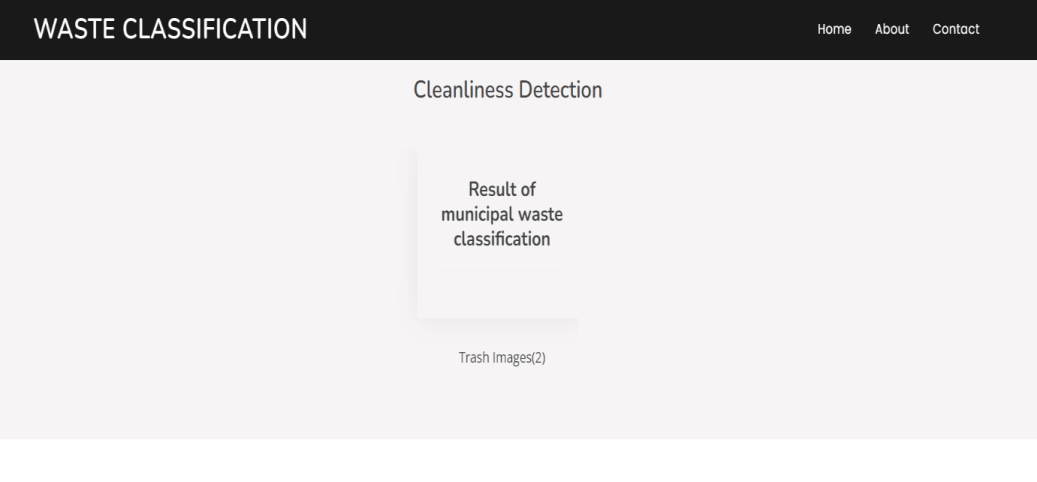 WASTE CLASSIFICATION
Home About Contact
Cleanliness Detection
Result of
municipal waste
classification
Trash Images(2)